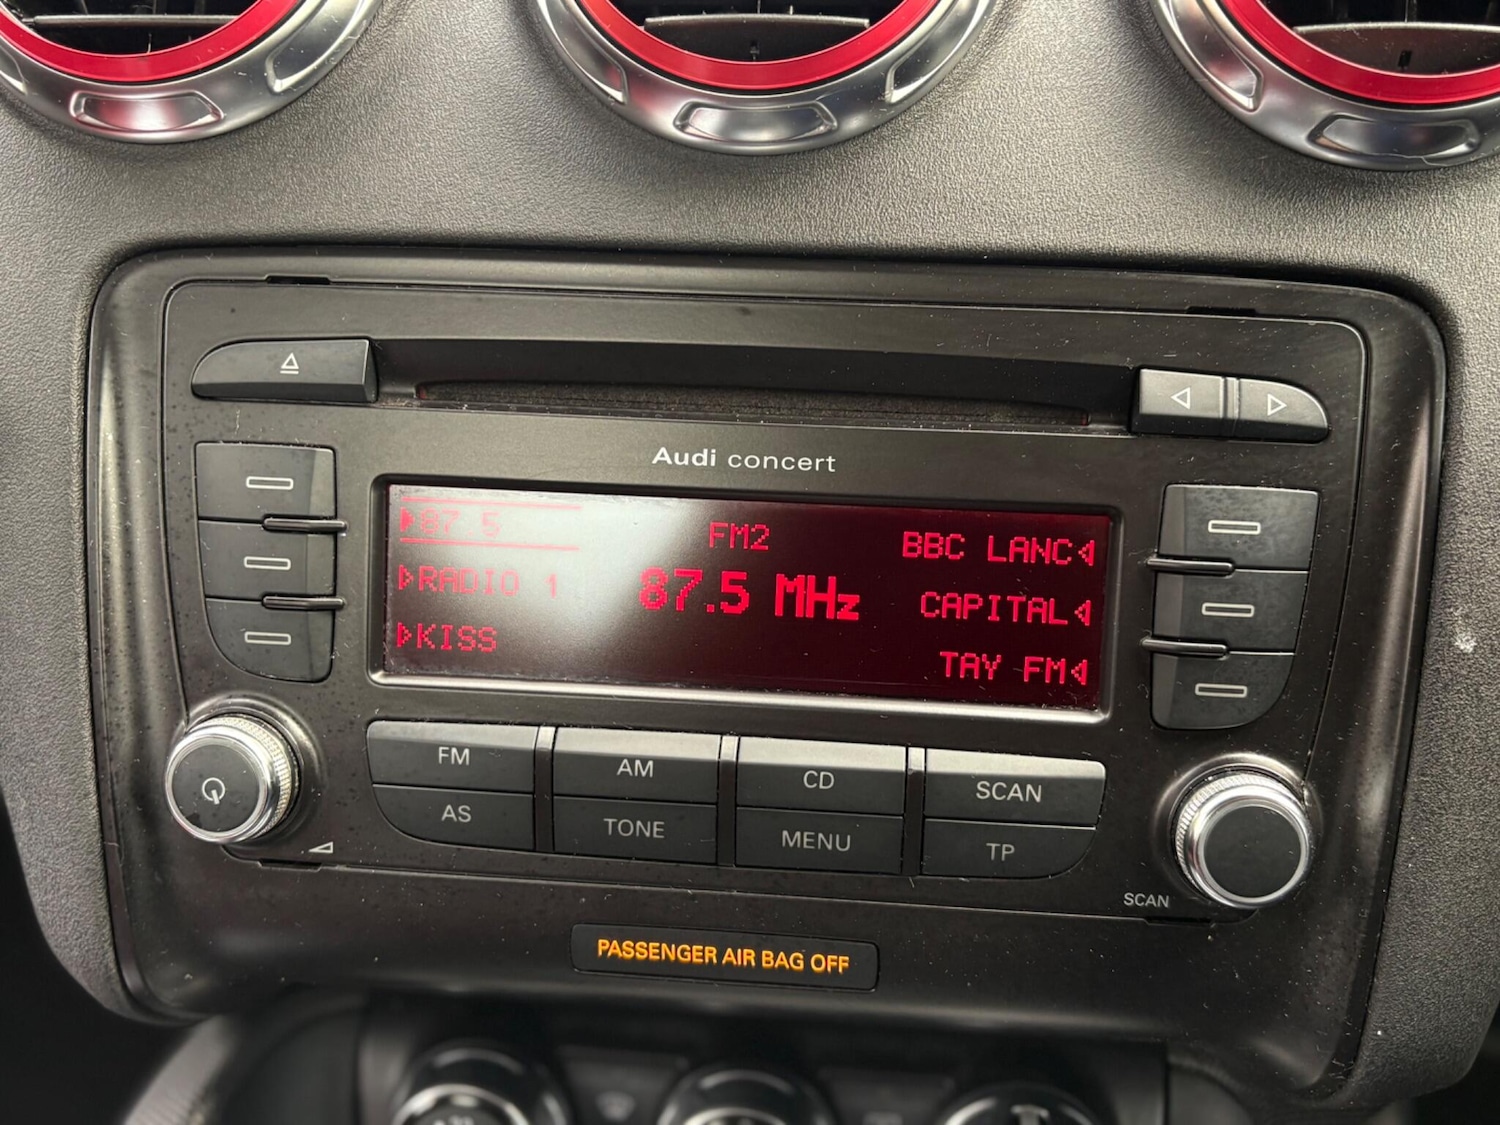 Audi concert
87.5
FM2
BBC LANC
RADIO 1
87.5 MHz
CAPITAL
KISS
TAY FM
FM
AM
CD
SCAN
AS
TONE
MENU
TP
SCAN
PASSENGER AIR BAG OFF